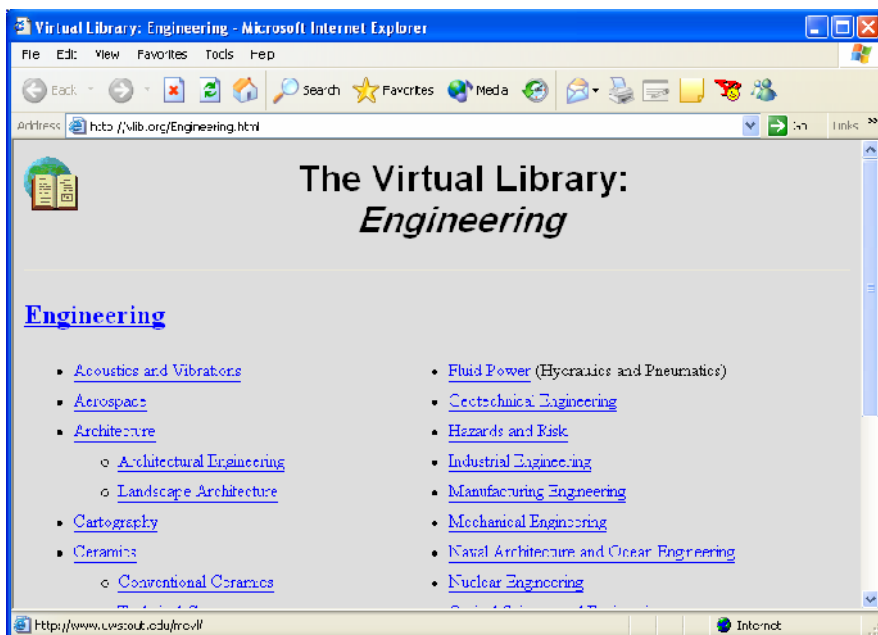 Virtual Library: Engineering - Microsoft Internet Explorer
File Edit View Favorites Tools Help
Back Search Favorites Media
Address http://vlib.org/Engineering.html Go Links »
The Virtual Library:
Engineering
Engineering
• Acoustics and Vibrations
• Aerospace
• Architecture
o Architectural Engineering
o Landscape Architecture
• Cartography
• Ceramics
o Conventional Ceramics
• Fluid Power (Hydraulics and Pneumatics)
• Geotechnical Engineering
• Hazards and Risk
• Industrial Engineering
• Manufacturing Engineering
• Mechanical Engineering
• Naval Architecture and Ocean Engineering
• Nuclear Engineering
Internet